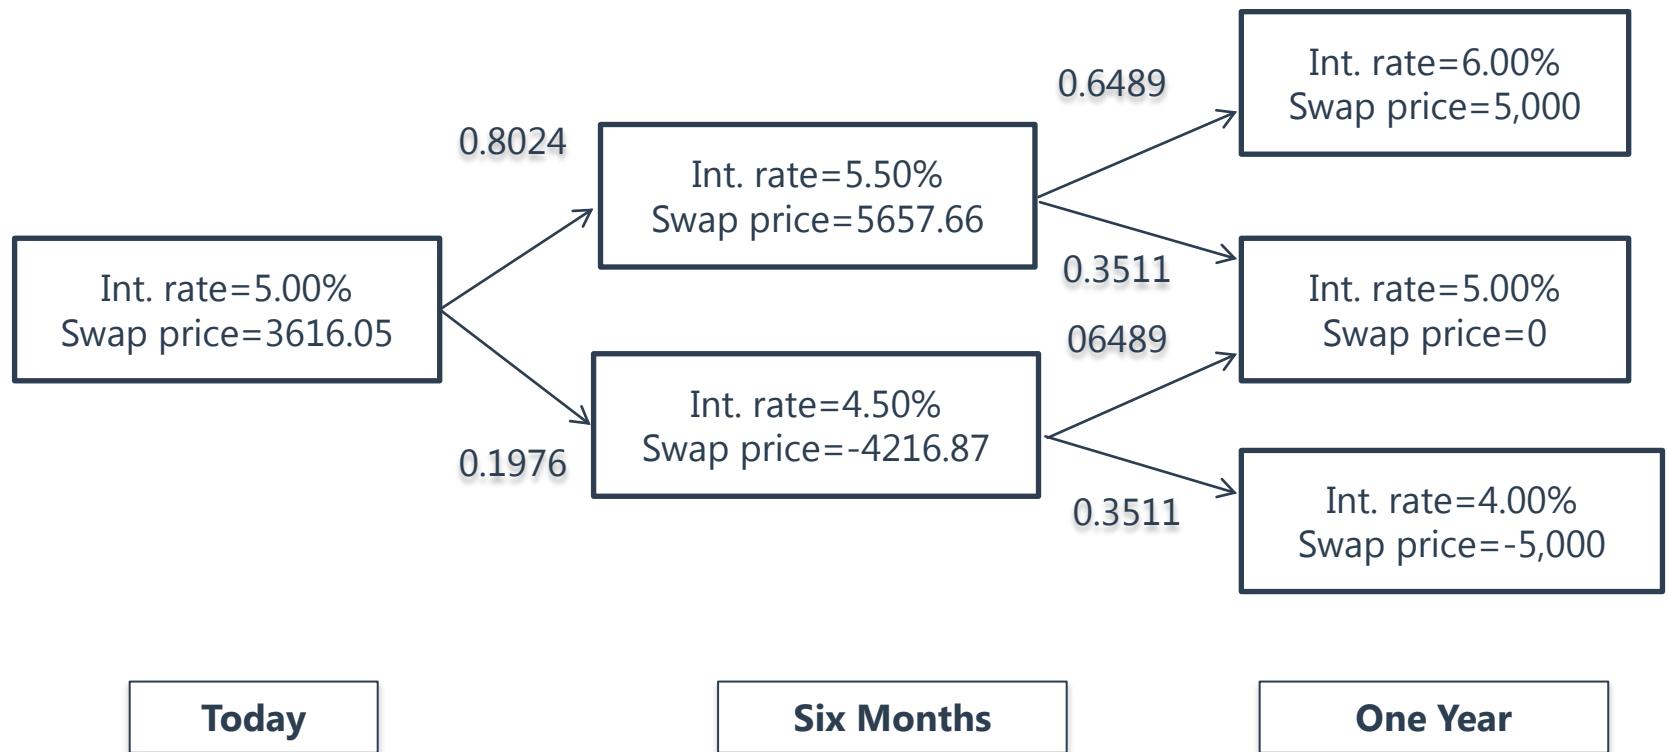 Int. rate=5.00%
Swap price=3616.05
0.8024
0.1976
Int. rate=5.50%
Swap price=5657.66
Int. rate=4.50%
Swap price=-4216.87
0.6489
0.3511
06489
0.3511
Int. rate=6.00%
Swap price=5,000
Int. rate=5.00%
Swap price=0
Int. rate=4.00%
Swap price=-5,000
Today
Six Months
One Year